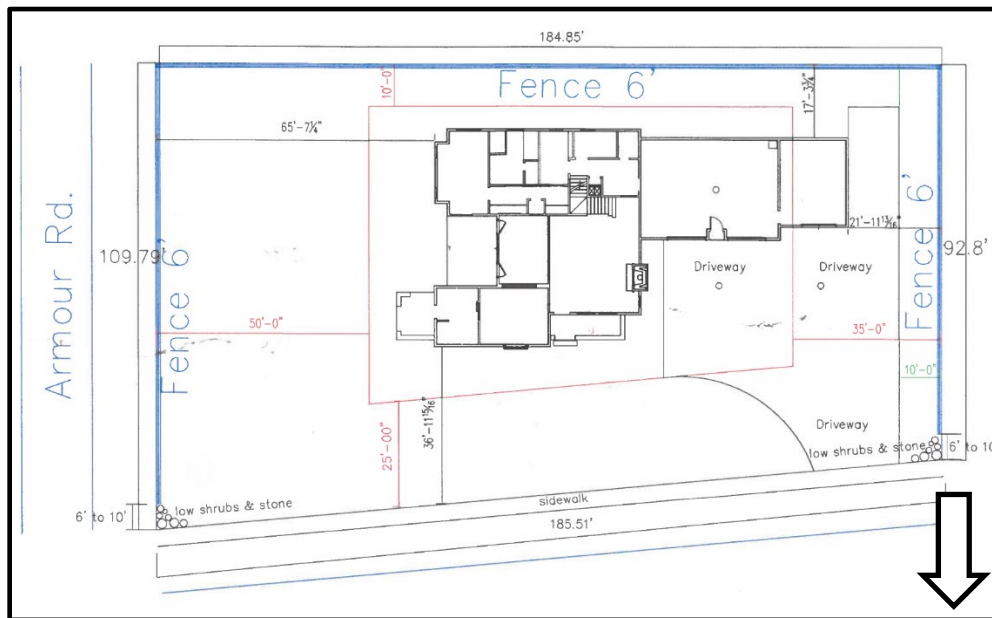 184.85'
Fence 6'
10'-0"
17'-3¾"
65'-7¼"
Armour Rd.
109.79'
Fence 6'
21'-11 13/16"
Fence 6'
92.8'
Driveway
Driveway
50'-0"
35'-0"
10'-0"
25'-00"
36'-11 15/16"
Driveway
low shrubs & stone
6' to 10'
low shrubs & stone
6' to 10'
sidewalk
185.51'